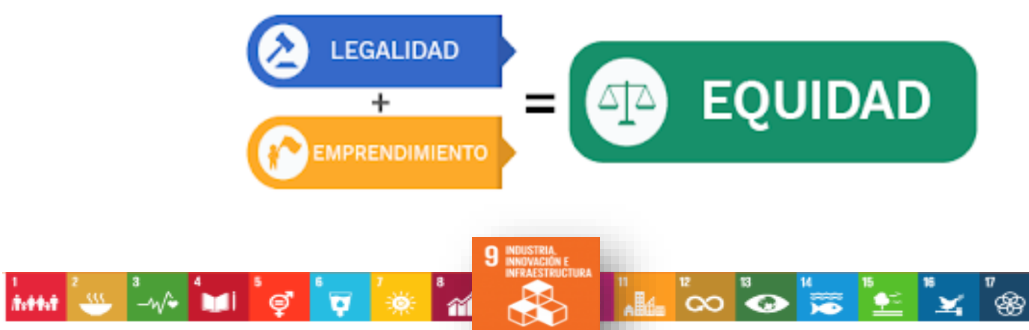 LEGALIDAD
+
EMPRENDIMIENTO
=
EQUIDAD
9 INDUSTRIA,
INNOVACIÓN E
INFRAESTRUCTURA
1 2 3 4 5 6 7 8 11 12 13 14 15 16 17